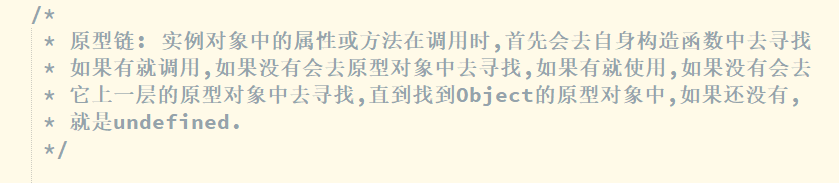 /*
* 原型链: 实例对象中的属性或方法在调用时,首先会去自身构造函数中去寻找
* 如果有就调用,如果没有会去原型对象中去寻找,如果有就使用,如果没有会去
* 它上一层的原型对象中去寻找,直到找到Object的原型对象中,如果还没有,
* 就是undefined.
*/